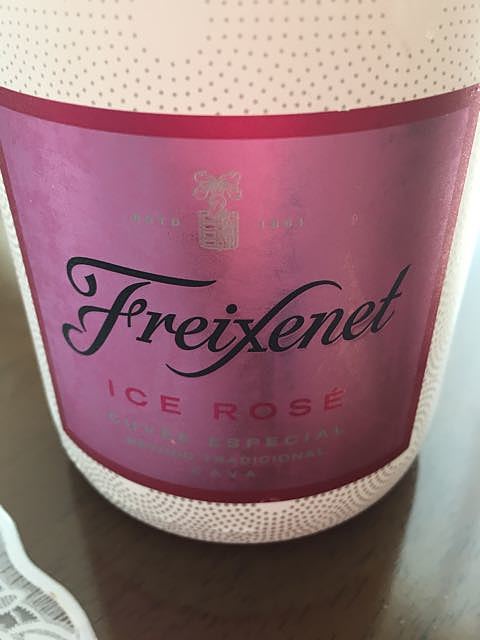 ESTD 1861
Freixenet
ICE ROSÉ
CUVÉE ESPECIAL
MÉTODO TRADICIONAL
CAVA